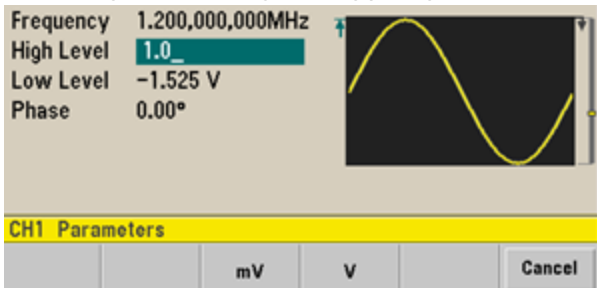 Frequency 1.200,000,000MHz
High Level 1.0_
Low Level -1.525 V
Phase 0.00°
CH1 Parameters
mV V Cancel